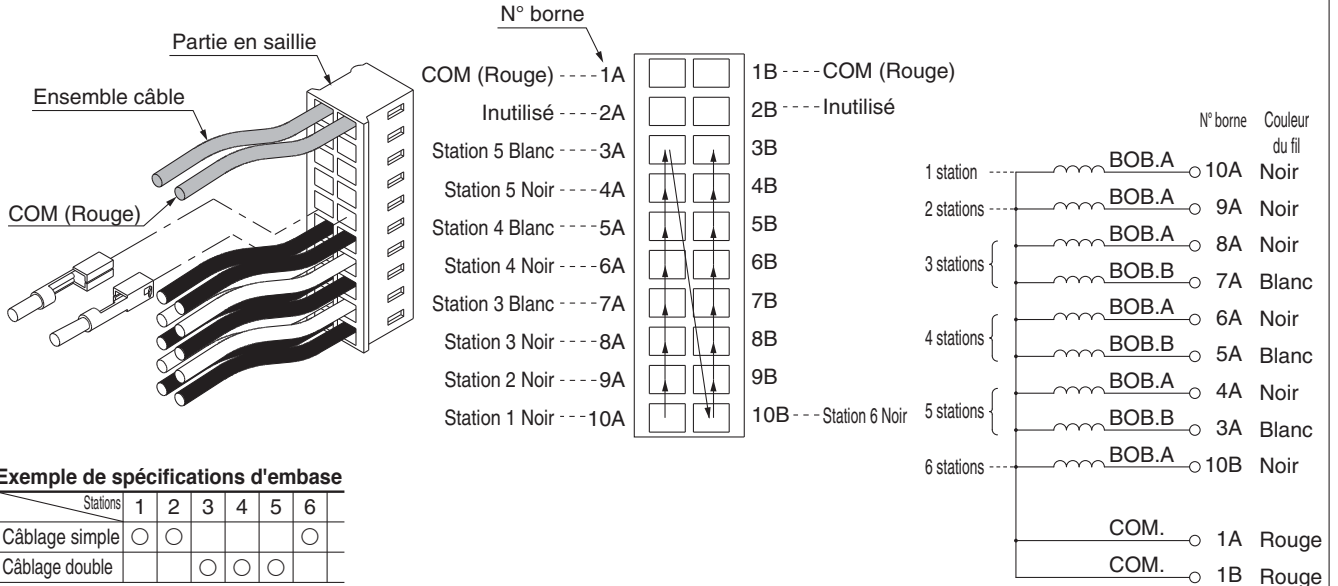 N° borne
Partie en saillie
Ensemble câble
COM (Rouge)
COM (Rouge) ---- 1A
Inutilisé ---- 2A
Station 5 Blanc ---- 3A
Station 5 Noir ---- 4A
Station 4 Blanc ---- 5A
Station 4 Noir ---- 6A
Station 3 Blanc ---- 7A
Station 3 Noir ---- 8A
Station 2 Noir ---- 9A
Station 1 Noir --- 10A
1B ---- COM (Rouge)
2B ---- Inutilisé
3B
4B
5B
6B
7B
8B
9B
10B --- Station 6 Noir
N° borne Couleur du fil
1 station BOB.A 10A Noir
2 stations BOB.A 9A Noir
3 stations BOB.A 8A Noir
BOB.B 7A Blanc
4 stations BOB.A 6A Noir
BOB.B 5A Blanc
5 stations BOB.A 4A Noir
BOB.B 3A Blanc
6 stations BOB.A 10B Noir
COM. 1A Rouge
COM. 1B Rouge
Exemple de spécifications d'embase
Stations 1 2 3 4 5 6
Câblage simple ○ ○ ○
Câblage double ○ ○ ○